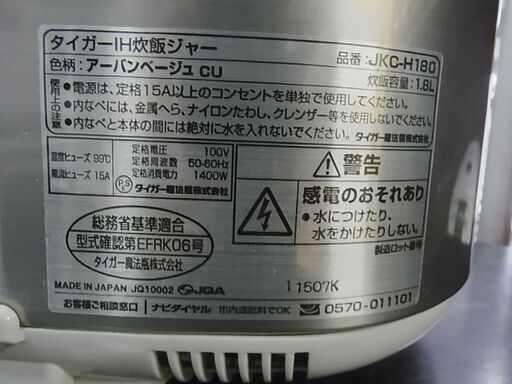 タイガーIH炊飯ジャー
品番：JKC-H180
色柄：アーバンベージュ CU
炊飯容量：1.8L
使用上の注意
●電源は、定格15A以上のコンセントを単独で使用してください。
●内なべには、金属へら、ナイロンたわし、クレンザー等を使用しないでください。
●内なべと本体の間には絶対に水を入れないでください。
温度ヒューズ 99℃
電流ヒューズ 15A
定格電圧 100V
定格周波数 50-60Hz
定格消費電力 1400W
PS
タイガー魔法瓶株式会社
警告
感電のおそれあり
●水につけたり、
水をかけたりしない。
製造ロット番号
総務省基準適合
型式確認第EFRK06号
タイガー魔法瓶株式会社
MADE IN JAPAN JQ10002 JQA
11507K
お客様ご相談窓口 ナビダイヤル 市内通話料でOK 0570-011101